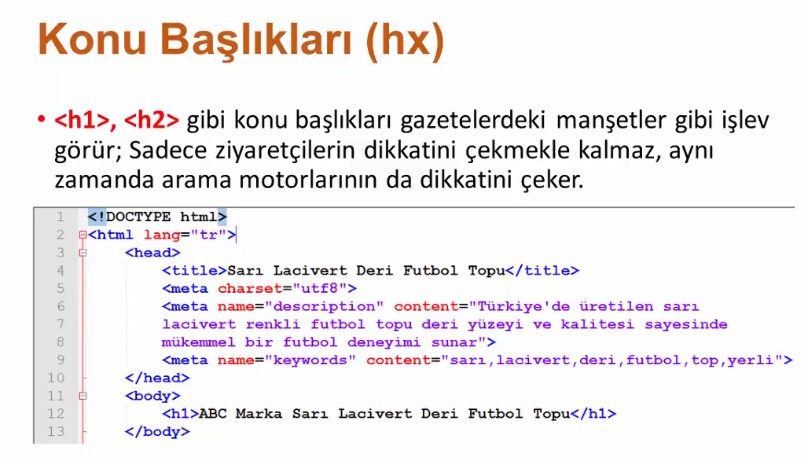 Konu Başlıkları (hx)
• <h1>, <h2> gibi konu başlıkları gazetelerdeki manşetler gibi işlev
görür; Sadece ziyaretçilerin dikkatini çekmekle kalmaz, aynı
zamanda arama motorlarının da dikkatini çeker.
1 <!DOCTYPE html>
2 <html lang="tr">
3 <head>
4 <title>Sarı Lacivert Deri Futbol Topu</title>
5 <meta charset="utf8">
6 <meta name="description" content="Türkiye'de üretilen sarı
7 lacivert renkli futbol topu deri yüzeyi ve kalitesi sayesinde
8 mükemmel bir futbol deneyimi sunar">
9 <meta name="keywords" content="sarı,lacivert,deri,futbol,top,yerli">
10 </head>
11 <body>
12 <h1>ABC Marka Sarı Lacivert Deri Futbol Topu</h1>
13 </body>